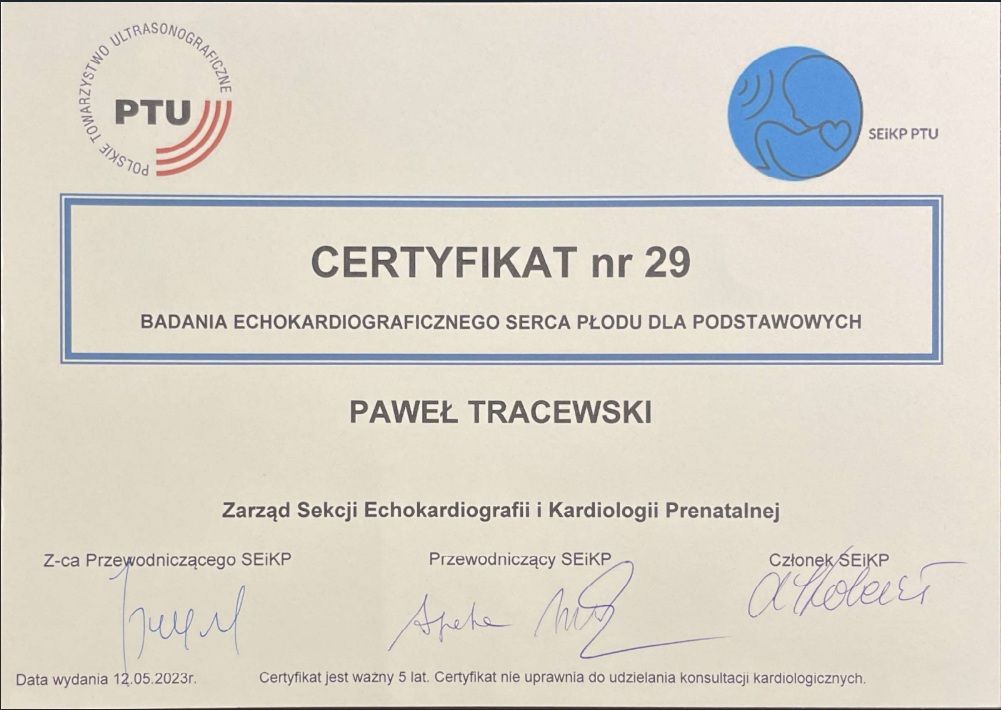 POLSKIE TOWARZYSTWO ULTRASONOGRAFICZNE
PTU
SEiKP PTU
CERTYFIKAT nr 29
BADANIA ECHOKARDIOGRAFICZNEGO SERCA PŁODU DLA PODSTAWOWYCH
PAWEŁ TRACEWSKI
Zarząd Sekcji Echokardiografii i Kardiologii Prenatalnej
Z-ca Przewodniczącego SEiKP Przewodniczący SEiKP Członek SEiKP
Data wydania 12.05.2023r. Certyfikat jest ważny 5 lat. Certyfikat nie uprawnia do udzielania konsultacji kardiologicznych.